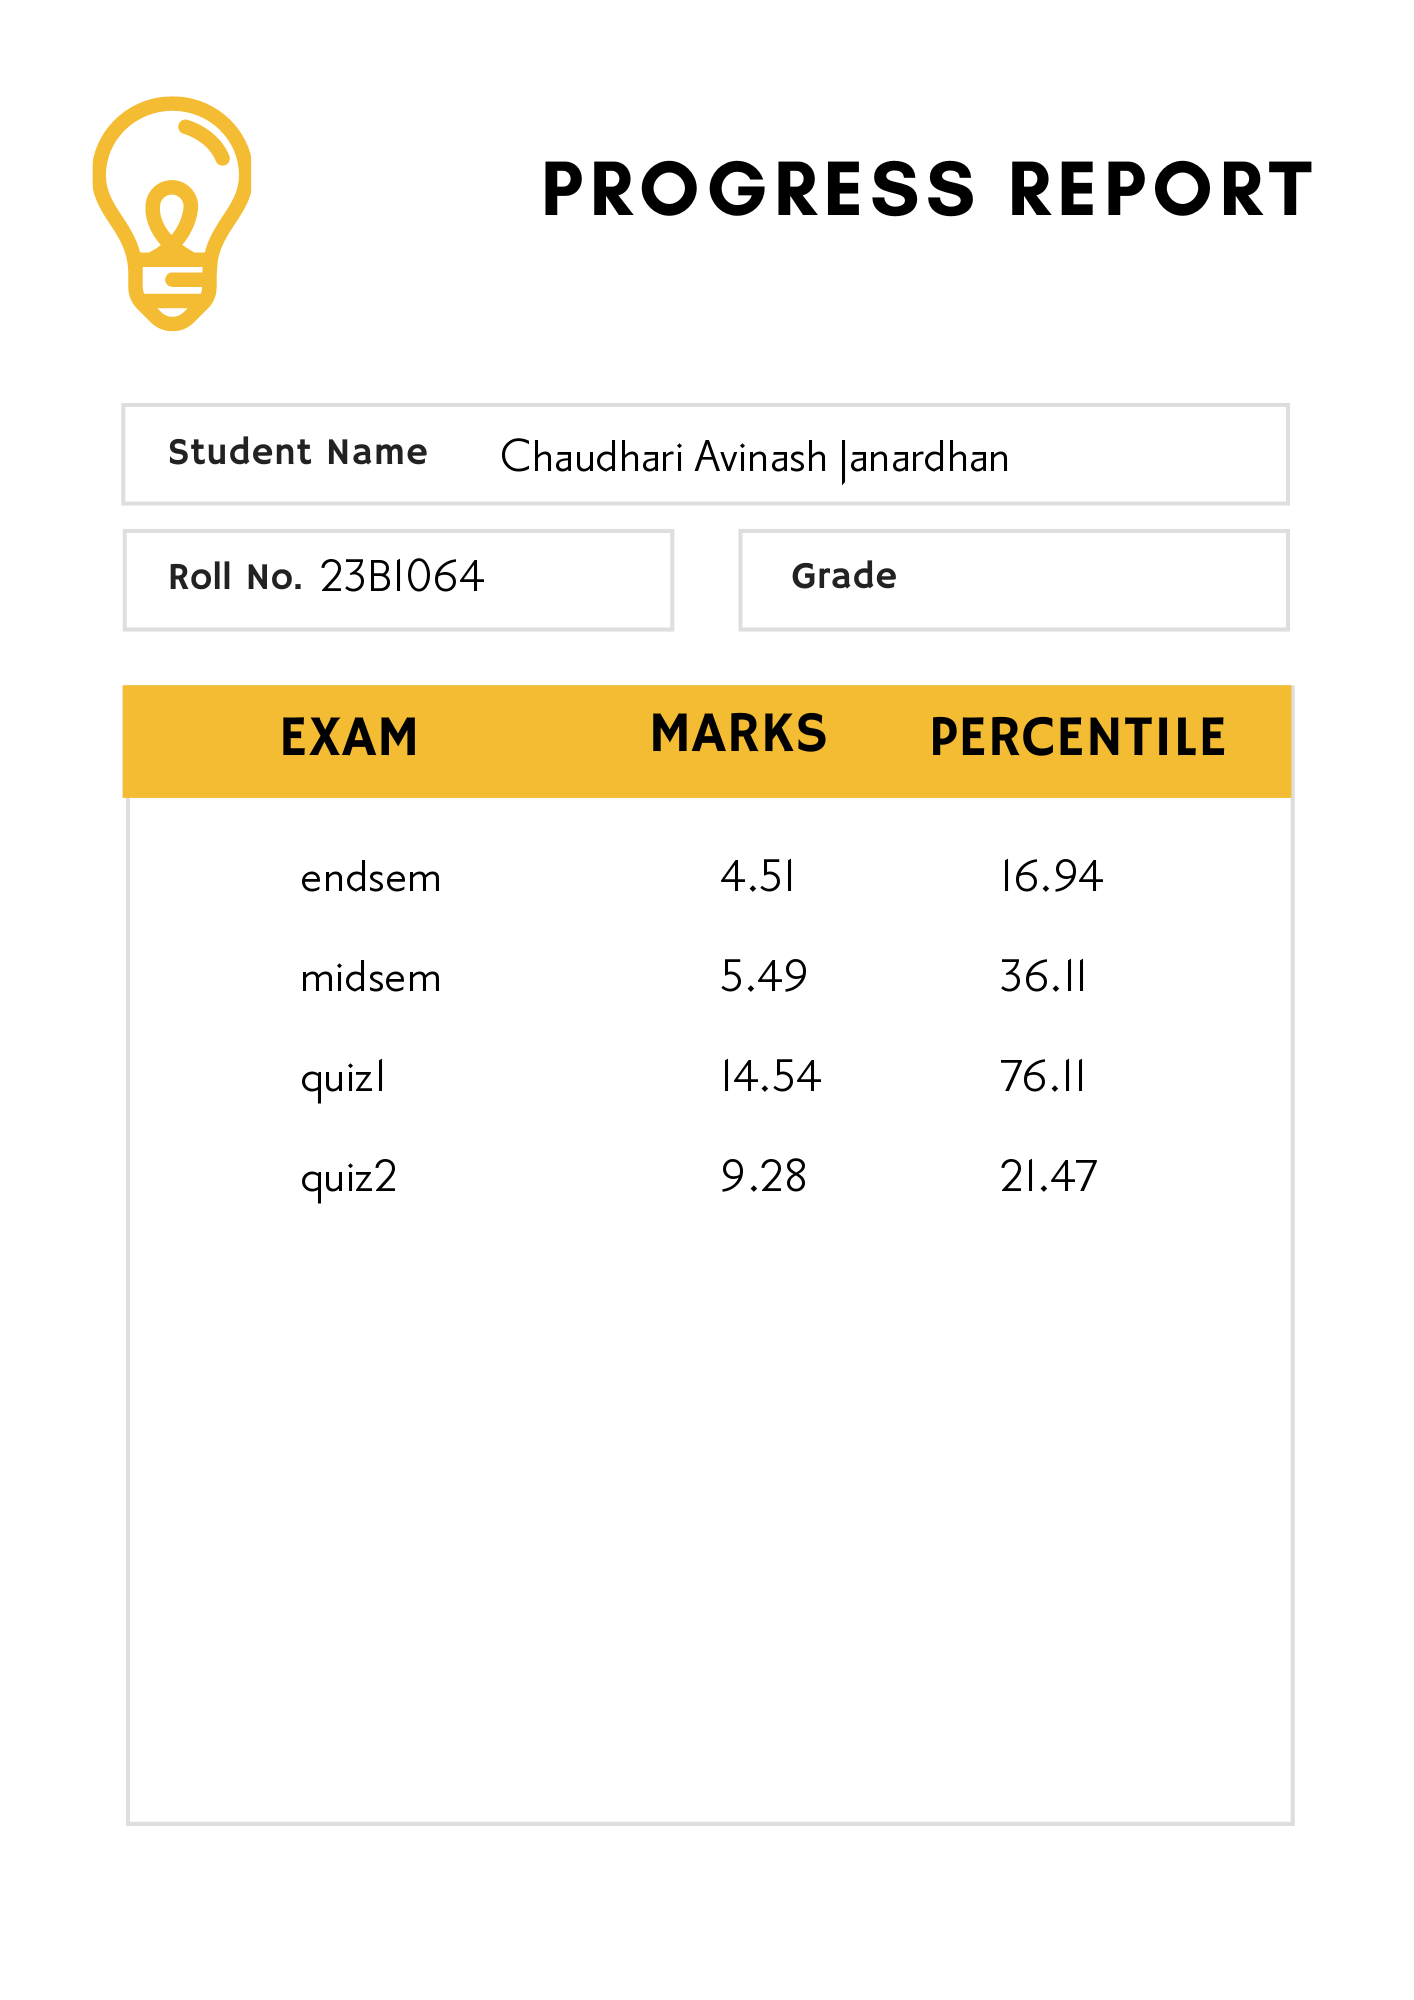 PROGRESS REPORT
Student Name Chaudhari Avinash Janardhan
Roll No. 23B1064 Grade
EXAM MARKS PERCENTILE
endsem 4.51 16.94
midsem 5.49 36.11
quiz1 14.54 76.11
quiz2 9.28 21.47